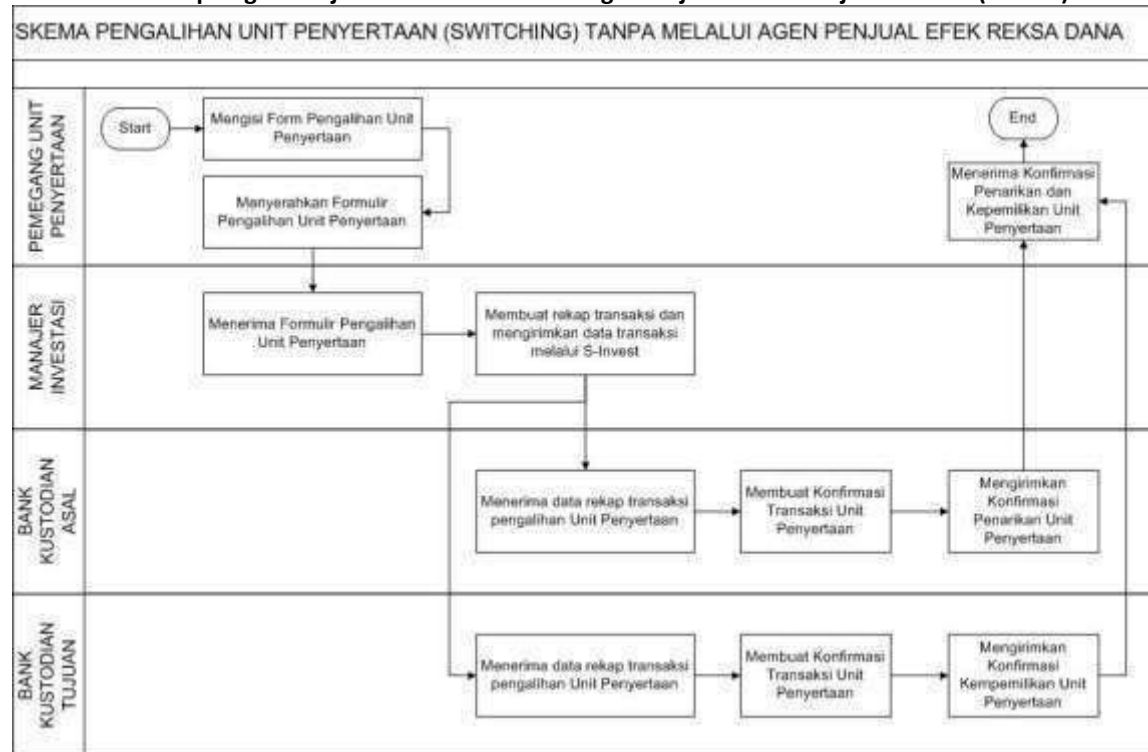 SKEMA PENGALIHAN UNIT PENYERTAAN (SWITCHING) TANPA MELALUI AGEN PENJUAL EFEK REKSA DANA
PEMEGANG UNIT
PENYERTAAN
Start
Mengisi Form Pengalihan Unit
Penyertaan
Menyerahkan Formulir
Pengalihan Unit Penyertaan
End
Menerima Konfirmasi
Penarikan dan
Kepemilikan Unit
Penyertaan
MANAJER
INVESTASI
Menerima Formulir Pengalihan
Unit Penyertaan
Membuat rekap transaksi dan
mengirimkan data transaksi
melalui S-Invest
BANK
KUSTODIAN
ASAL
Menerima data rekap transaksi
pengalihan Unit Penyertaan
Membuat Konfirmasi
Transaksi Unit
Penyertaan
Mengirimkan
Konfirmasi
Penarikan Unit
Penyertaan
BANK
KUSTODIAN
TUJUAN
Menerima data rekap transaksi
pengalihan Unit Penyertaan
Membuat Konfirmasi
Transaksi Unit
Penyertaan
Mengirimkan
Konfirmasi
Kempemilikan Unit
Penyertaan